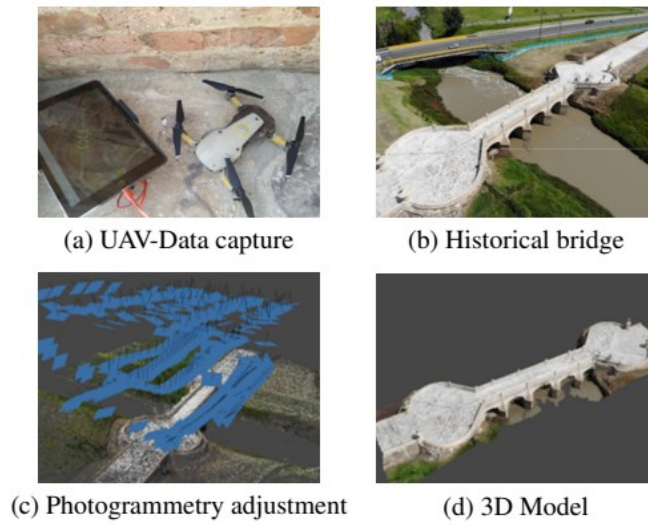 (a) UAV-Data capture
(b) Historical bridge
(c) Photogrammetry adjustment
(d) 3D Model